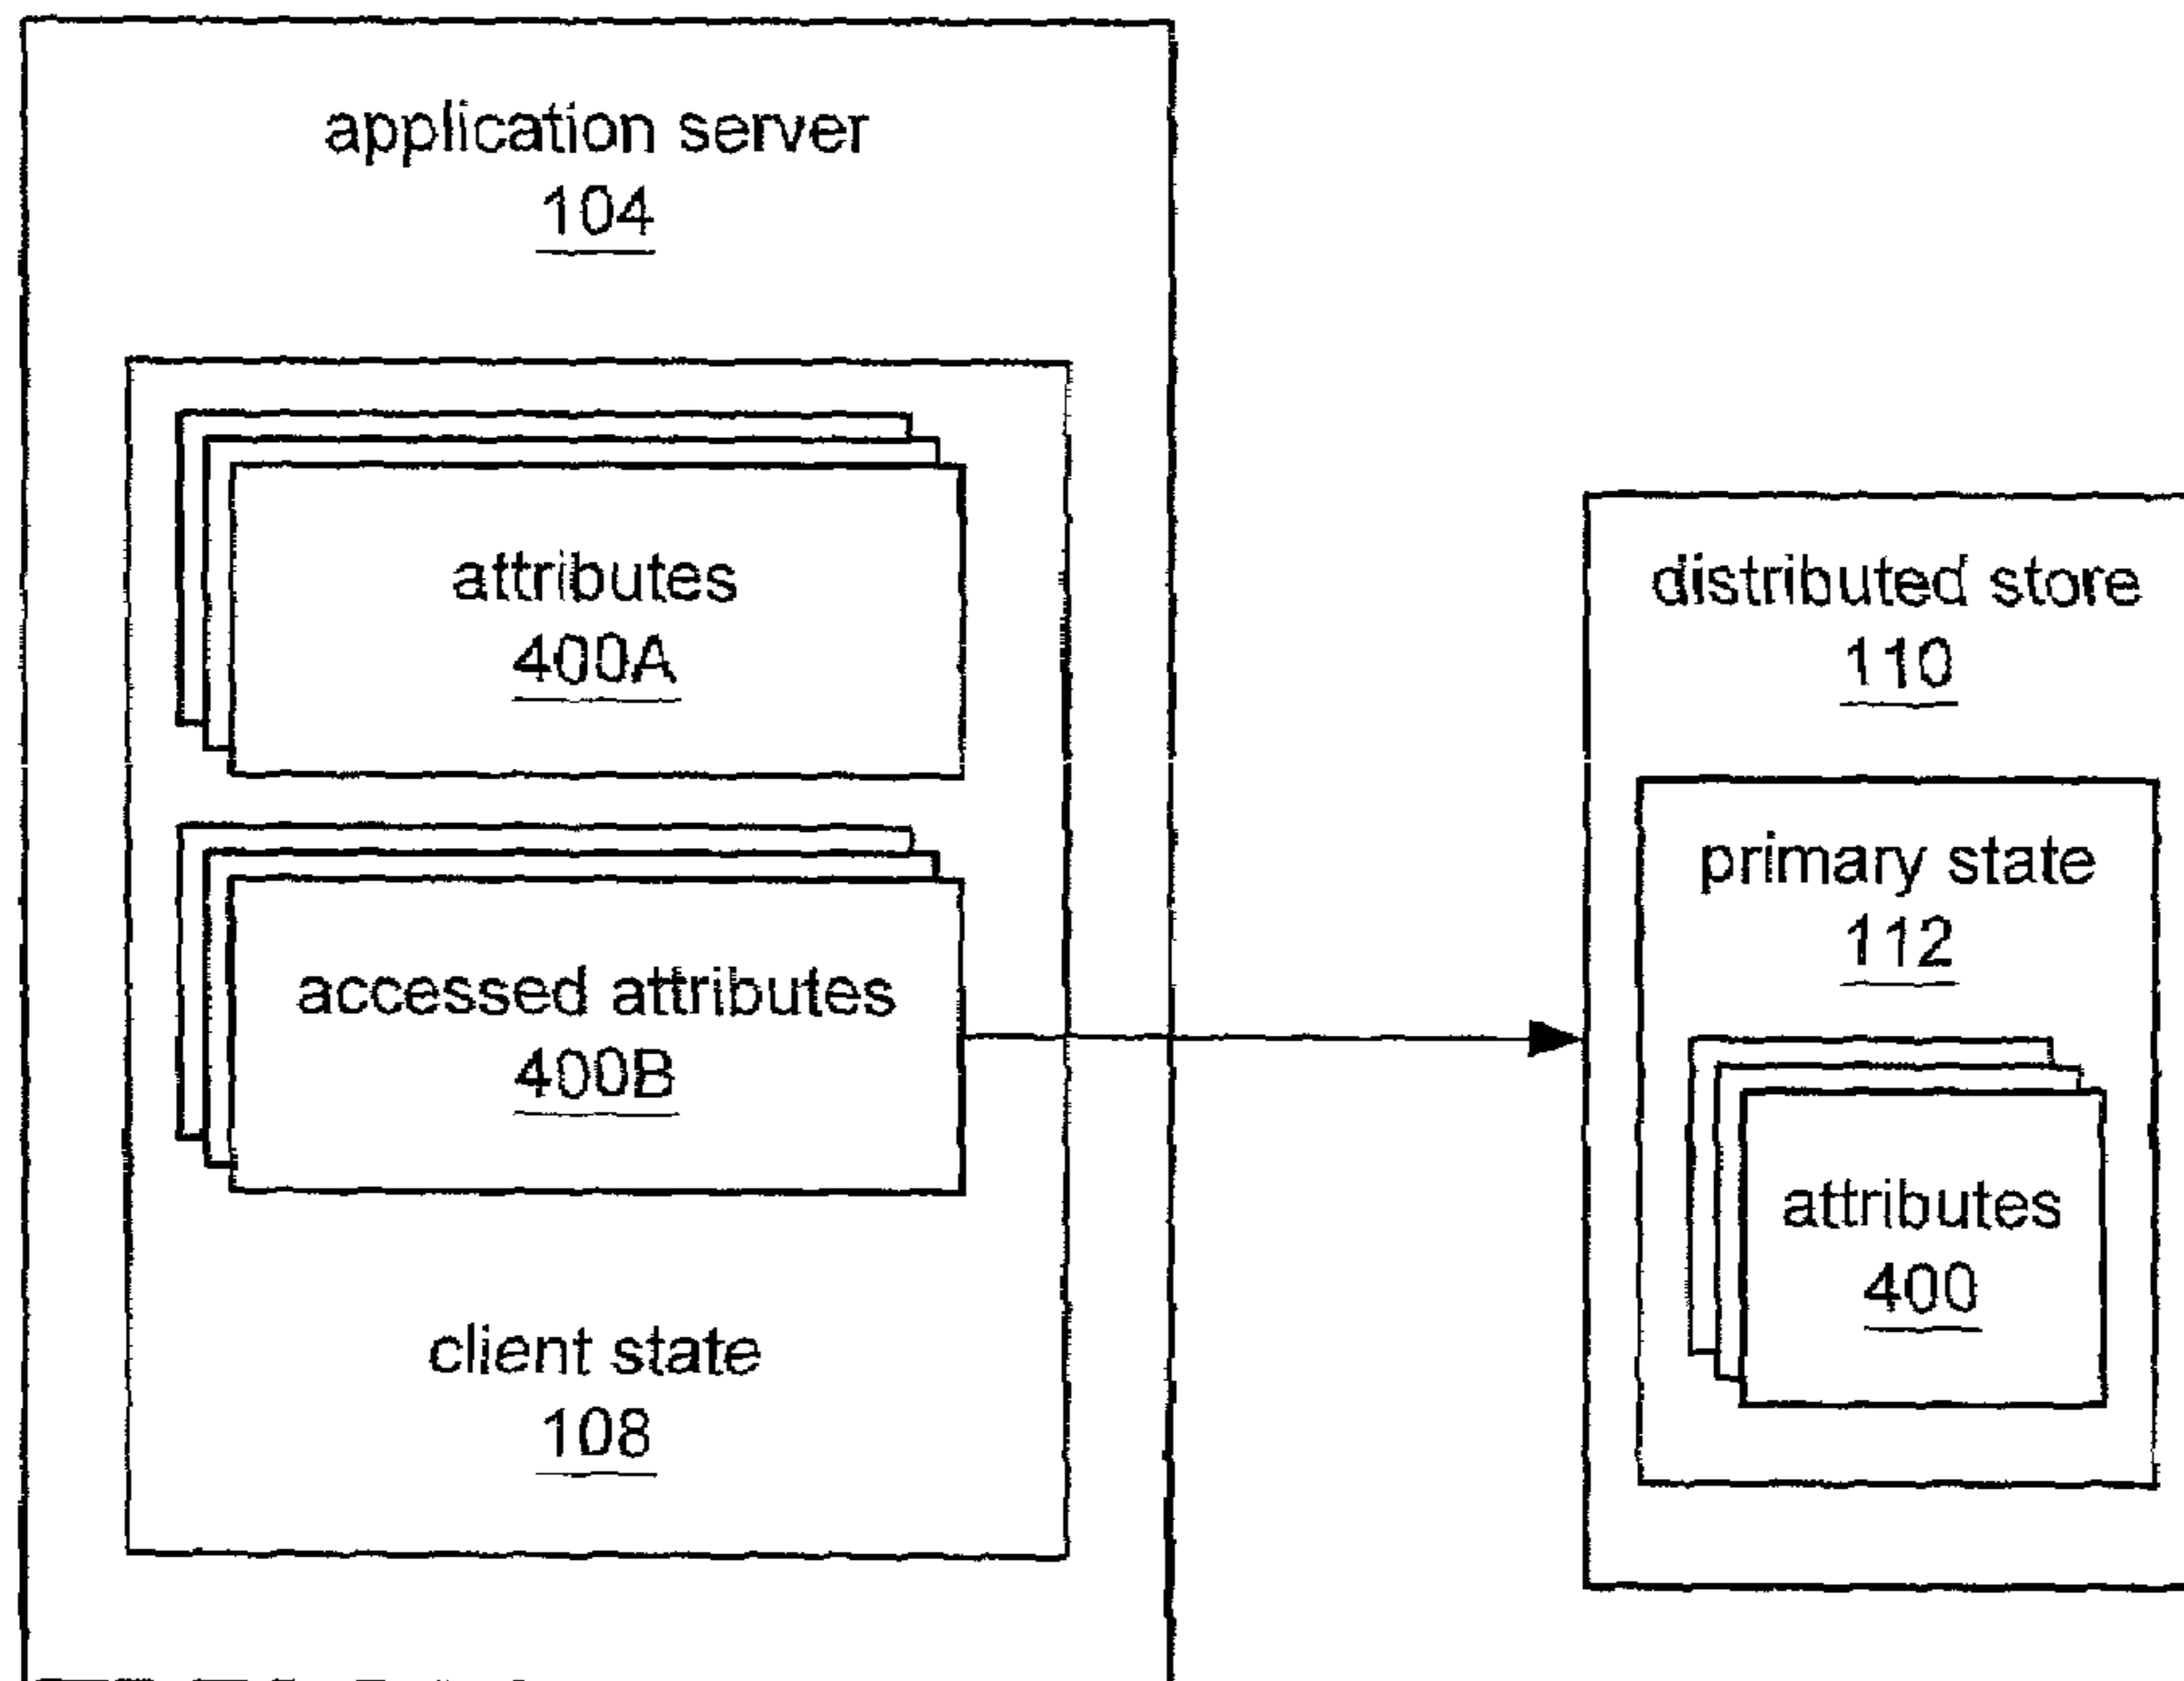 application server
104
attributes
400A
accessed attributes
400B
client state
108
distributed store
110
primary state
112
attributes
400